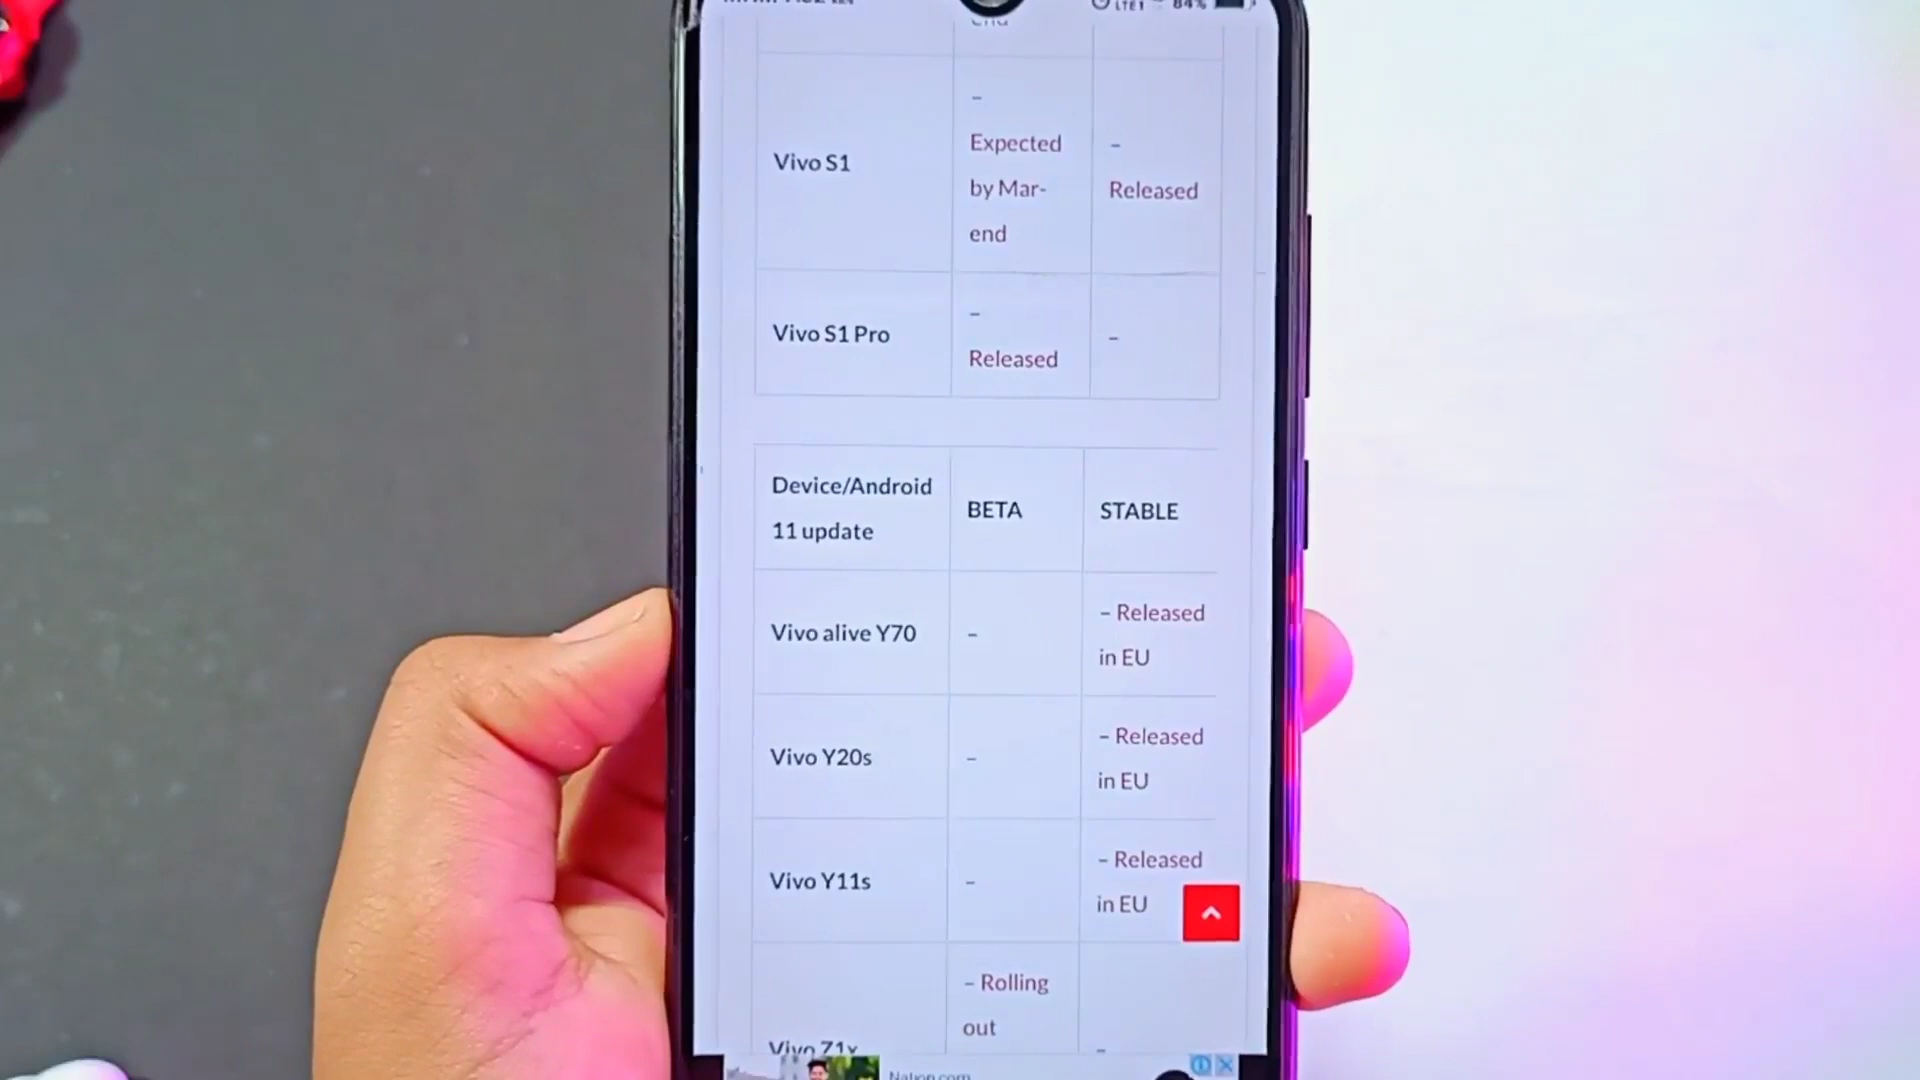 LTE1 84%
end
Vivo S1
–
Expected
by Mar-
end
–
Released
Vivo S1 Pro
–
Released
–
Device/Android
11 update
BETA
STABLE
Vivo alive Y70
–
– Released
in EU
Vivo Y20s
–
– Released
in EU
Vivo Y11s
–
– Released
in EU
– Rolling
out
Vivo Z1x
–
Nation.com